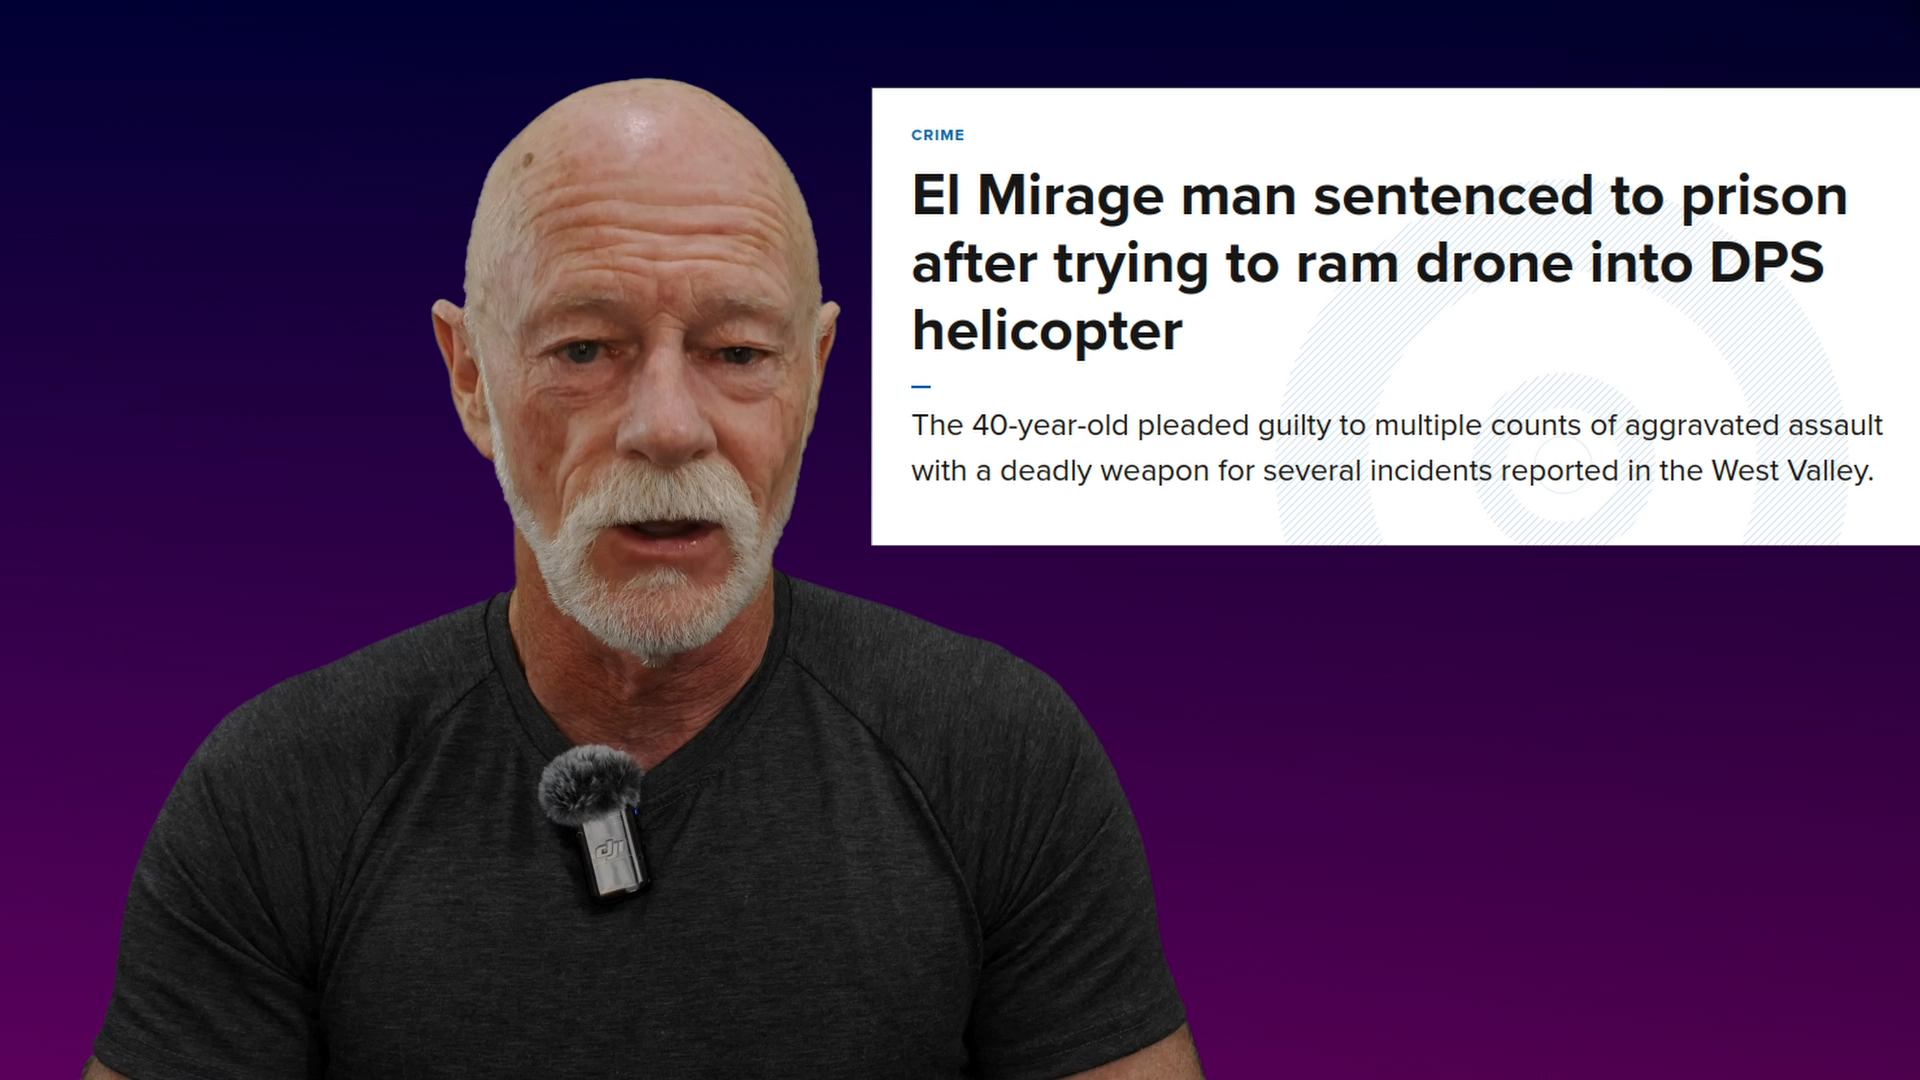 CRIME
El Mirage man sentenced to prison
after trying to ram drone into DPS
helicopter
The 40-year-old pleaded guilty to multiple counts of aggravated assault
with a deadly weapon for several incidents reported in the West Valley.
dji